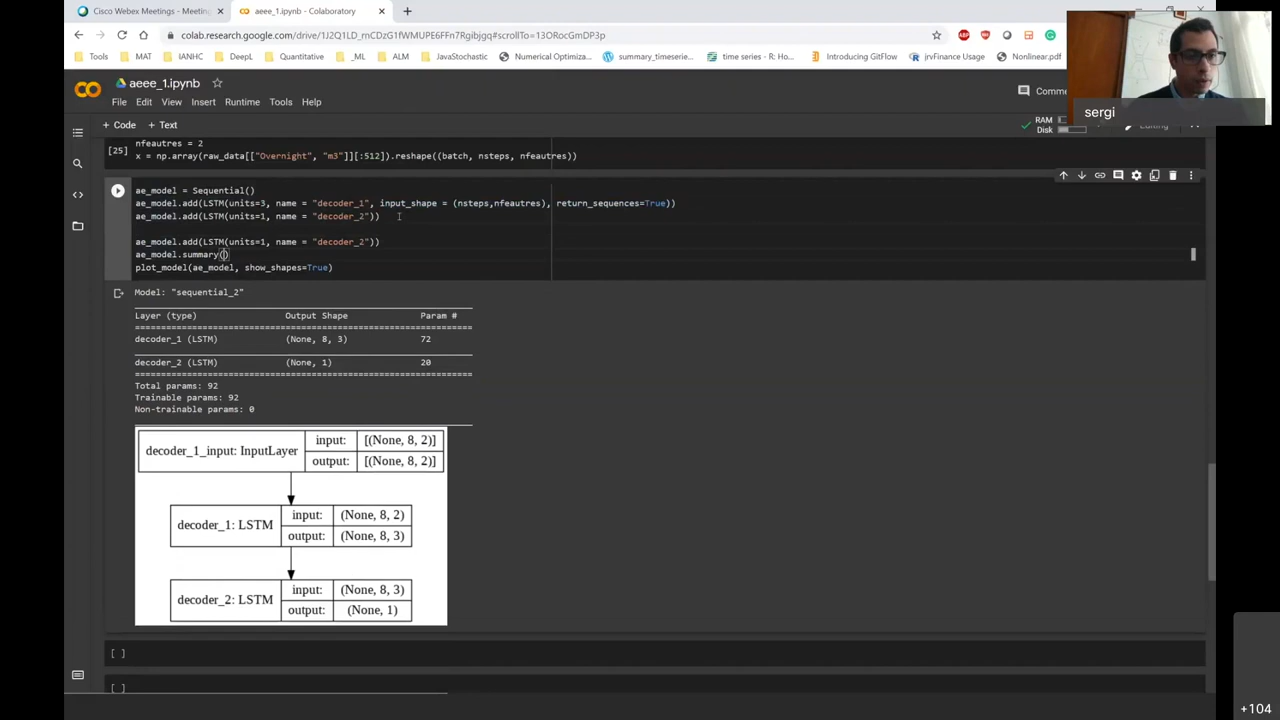 Cisco Webex Meetings - Meeting
aeee_1.ipynb - Colaboratory
colab.research.google.com/drive/1J2Q1LD_mCDzG1fWMUPE6FFn7Rgibjgq#scrollTo=13ORocGmDP3p
Tools
MAT
IANH
DeepL
Quantitative
_ML
ALM
JavaStochastic
Numerical Optimiza...
summary_timeserie...
time series - R: Ho...
Introducing GitFlow
jrvFinance Usage
Nonlinear.pdf
sergi
aeee_1.ipynb
File Edit View Insert Runtime Tools Help
Comme
+ Code + Text
RAM
Disk
Editing
nfeautres = 2
[25] x = np.array(raw_data[["Overnight", "m3"]][:512]).reshape((batch, nsteps, nfeautres))
ae_model = Sequential()
ae_model.add(LSTM(units=3, name = "decoder_1", input_shape = (nsteps,nfeautres), return_sequences=True))
ae_model.add(LSTM(units=1, name = "decoder_2"))
ae_model.add(LSTM(units=1, name = "decoder_2"))
ae_model.summary()
plot_model(ae_model, show_shapes=True)
Model: "sequential_2"
Layer (type) Output Shape Param #
decoder_1 (LSTM) (None, 8, 3) 72
decoder_2 (LSTM) (None, 1) 20
Total params: 92
Trainable params: 92
Non-trainable params: 0
decoder_1_input: InputLayer
input: [(None, 8, 2)]
output: [(None, 8, 2)]
decoder_1: LSTM
input: (None, 8, 2)
output: (None, 8, 3)
decoder_2: LSTM
input: (None, 8, 3)
output: (None, 1)
[ ]
[ ]
+104